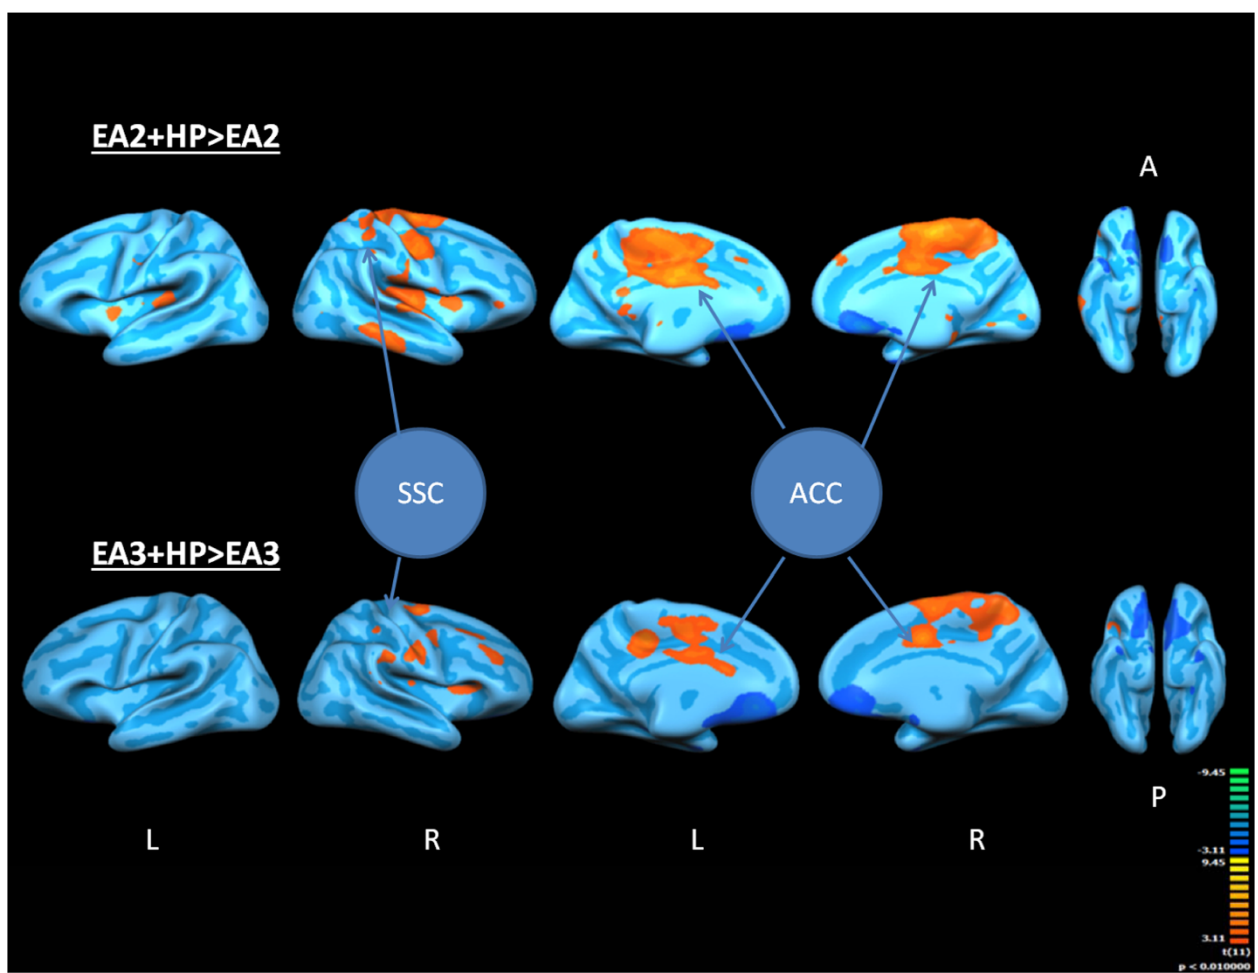 EA2+HP>EA2
A
SSC
ACC
EA3+HP>EA3
-9.45
P
L
R
L
R
-3.11
9.45
3.11
t(11)
p < 0.010000